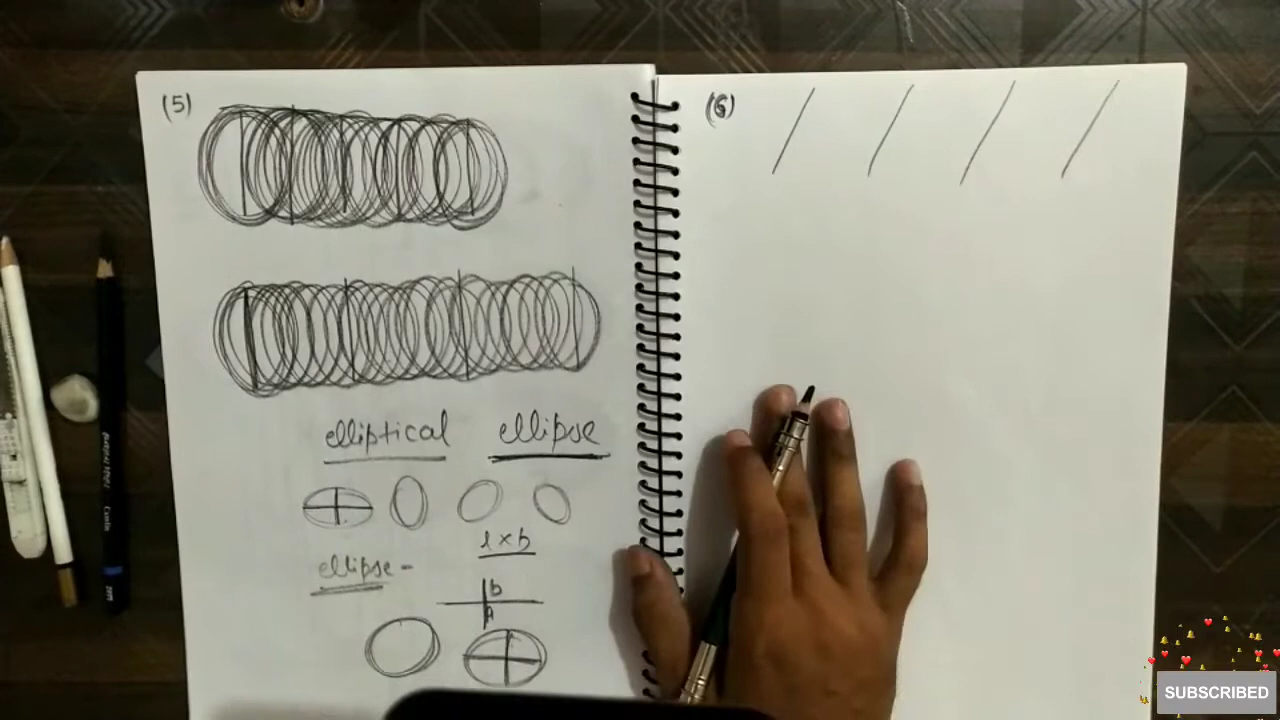 (5)
elliptical ellipse
l x b
ellipse -
b
a
(6)
SUBSCRIBED